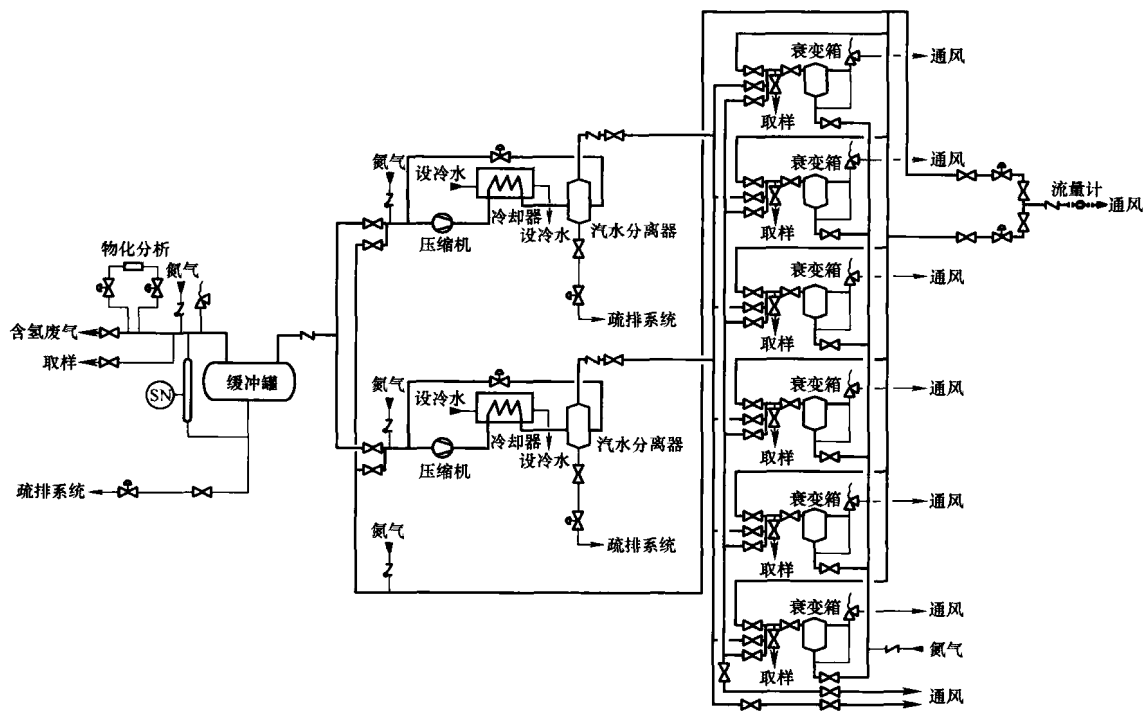 衰变箱
通风
取样
衰变箱
通风
取样
流量计
通风
氮气
设冷水
冷却器
设冷水
压缩机
汽水分离器
疏排系统
物化分析
氮气
含氢废气
取样
SN
缓冲罐
疏排系统
衰变箱
通风
取样
氮气
设冷水
冷却器
设冷水
压缩机
汽水分离器
疏排系统
氮气
衰变箱
通风
取样
衰变箱
通风
取样
衰变箱
通风
取样
氮气
通风